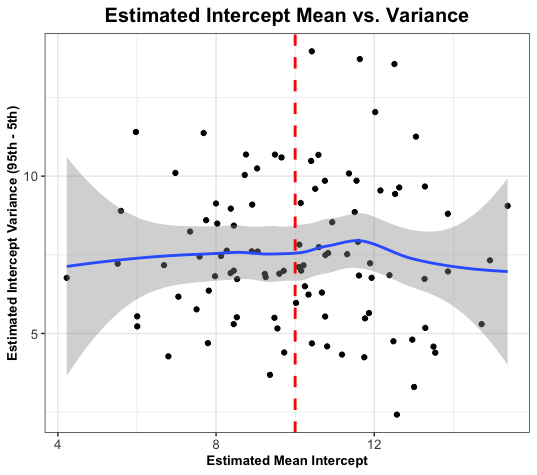 Estimated Intercept Mean vs. Variance
Estimated Intercept Variance (95th - 5th)
10
5
4
8
12
Estimated Mean Intercept